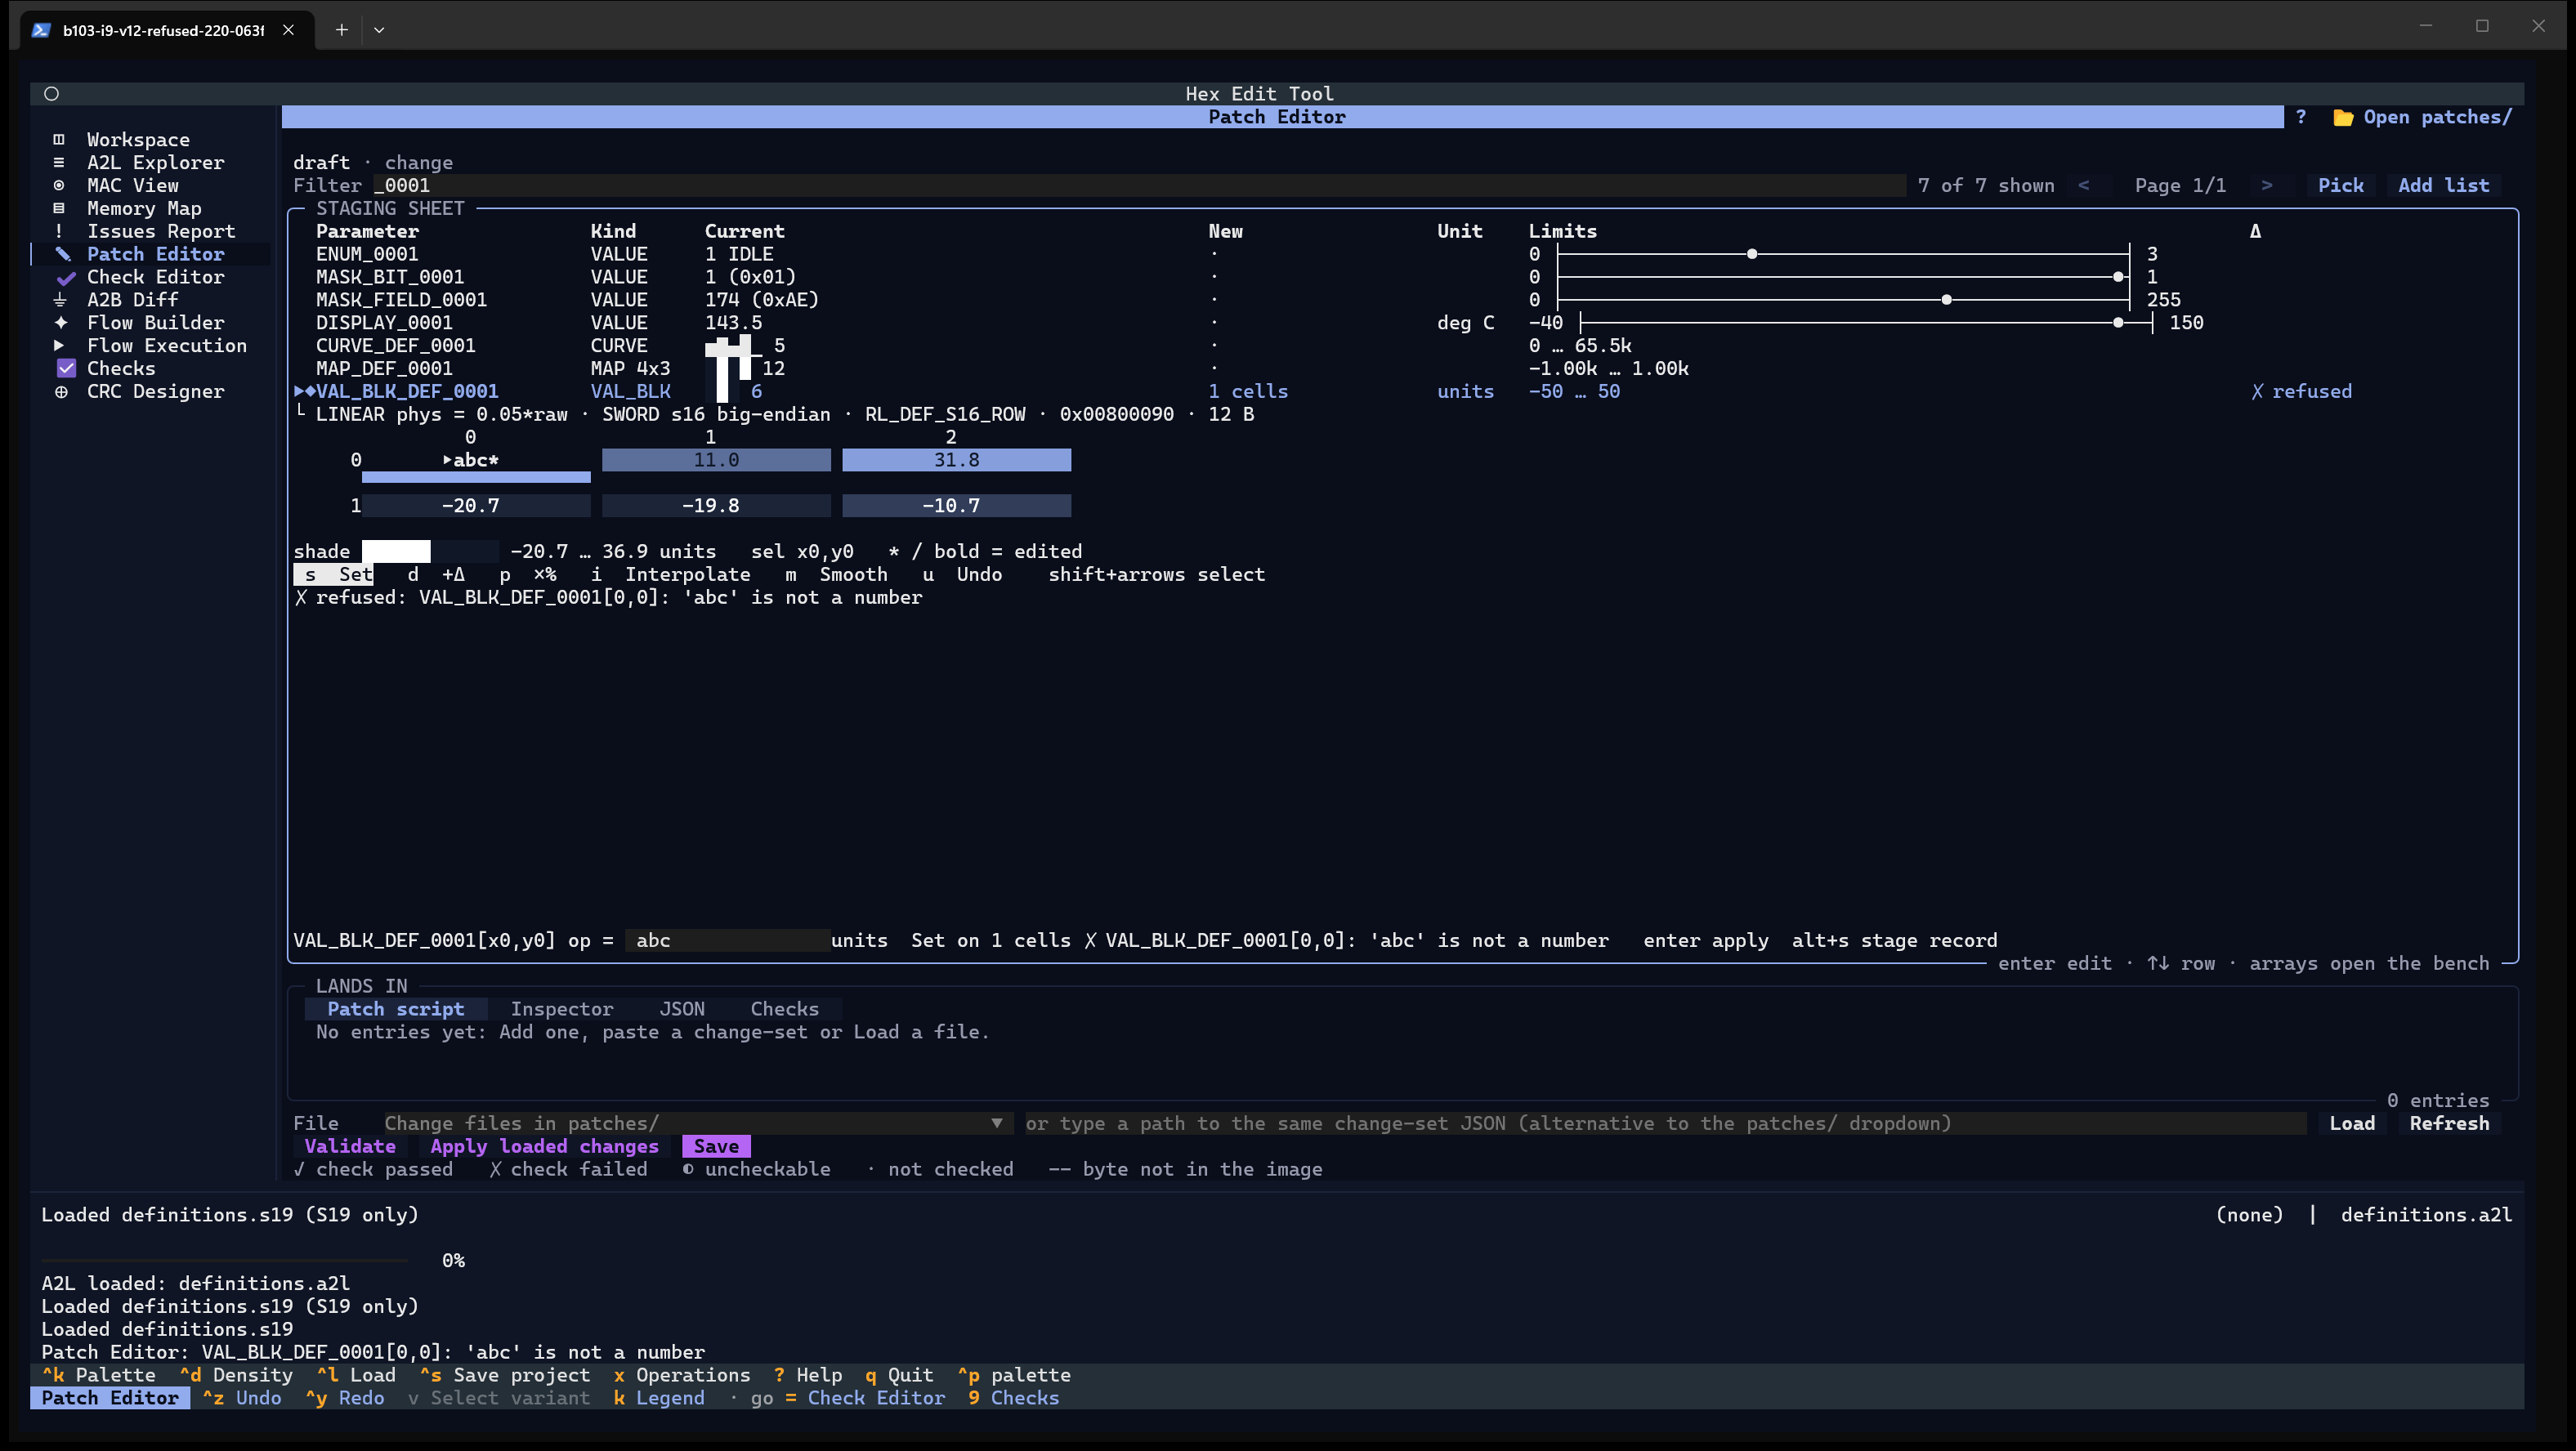 b103-i9-v12-refused-220-063f
Hex Edit Tool
Patch Editor ? Open patches/
Workspace
A2L Explorer
MAC View
Memory Map
! Issues Report
Patch Editor
Check Editor
A2B Diff
Flow Builder
Flow Execution
Checks
CRC Designer
draft · change
Filter _0001 7 of 7 shown < Page 1/1 > Pick Add list
STAGING SHEET
Parameter Kind Current New Unit Limits Δ
ENUM_0001 VALUE 1 IDLE · 0 3
MASK_BIT_0001 VALUE 1 (0x01) · 0 1
MASK_FIELD_0001 VALUE 174 (0xAE) · 0 255
DISPLAY_0001 VALUE 143.5 · deg C -40 150
CURVE_DEF_0001 CURVE 5 · 0 … 65.5k
MAP_DEF_0001 MAP 4x3 12 · -1.00k … 1.00k
▶◆VAL_BLK_DEF_0001 VAL_BLK 6 1 cells units -50 … 50 ✗ refused
└ LINEAR phys = 0.05*raw · SWORD s16 big-endian · RL_DEF_S16_ROW · 0x00800090 · 12 B
0 1 2
0 ▶abc* 11.0 31.8
1 -20.7 -19.8 -10.7
shade -20.7 … 36.9 units sel x0,y0 * / bold = edited
s Set d +Δ p ×% i Interpolate m Smooth u Undo shift+arrows select
✗ refused: VAL_BLK_DEF_0001[0,0]: 'abc' is not a number
VAL_BLK_DEF_0001[x0,y0] op = abc units Set on 1 cells ✗ VAL_BLK_DEF_0001[0,0]: 'abc' is not a number enter apply alt+s stage record
enter edit · ↑↓ row · arrays open the bench
LANDS IN
Patch script Inspector JSON Checks
No entries yet: Add one, paste a change-set or Load a file.
0 entries
File Change files in patches/ ▼ or type a path to the same change-set JSON (alternative to the patches/ dropdown) Load Refresh
Validate Apply loaded changes Save
✓ check passed ✗ check failed ◐ uncheckable · not checked -- byte not in the image
Loaded definitions.s19 (S19 only) (none) | definitions.a2l
0%
A2L loaded: definitions.a2l
Loaded definitions.s19 (S19 only)
Loaded definitions.s19
Patch Editor: VAL_BLK_DEF_0001[0,0]: 'abc' is not a number
^k Palette ^d Density ^l Load ^s Save project x Operations ? Help q Quit ^p palette
Patch Editor ^z Undo ^y Redo v Select variant k Legend · go = Check Editor 9 Checks